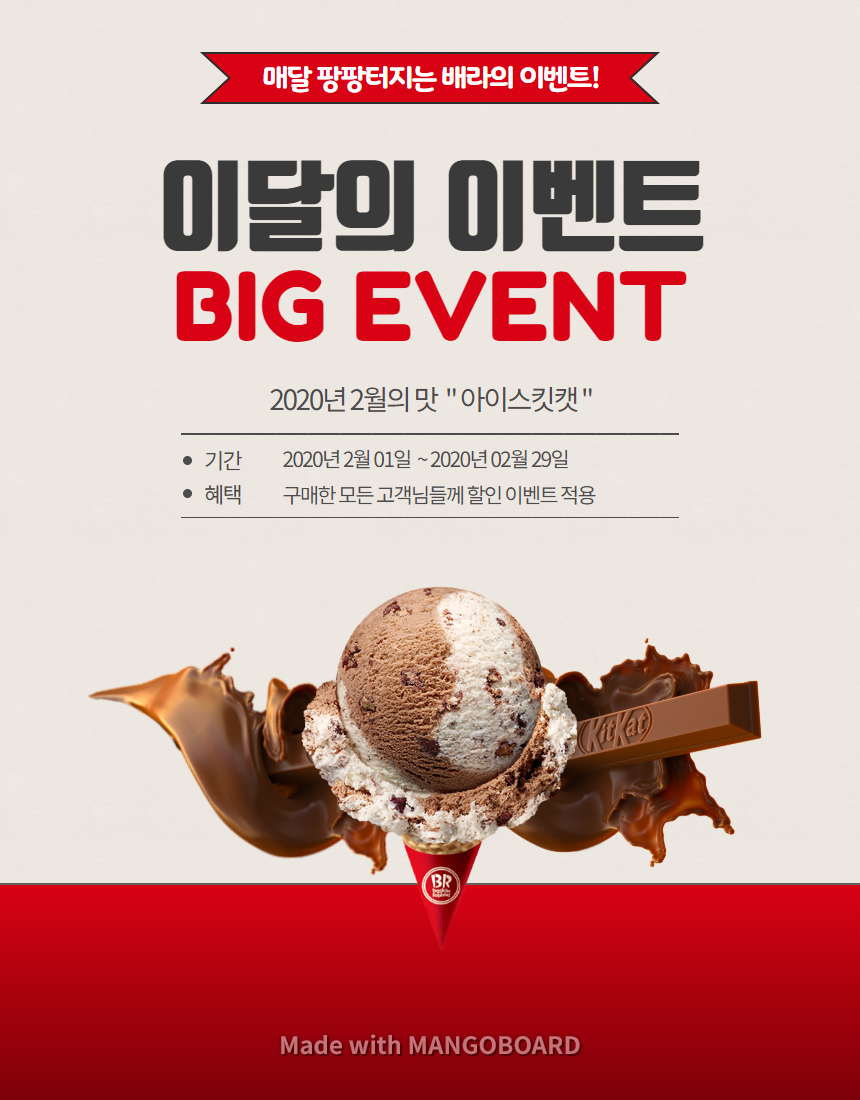 매달 팡팡터지는 배라의 이벤트!
이달의 이벤트
BIG EVENT
2020년 2월의 맛 " 아이스킷캣 "
• 기간 2020년 2월 01일 ~ 2020년 02월 29일
• 혜택 구매한 모든 고객님들께 할인 이벤트 적용
KitKat
BR
baskin
robbins
Made with MANGOBOARD